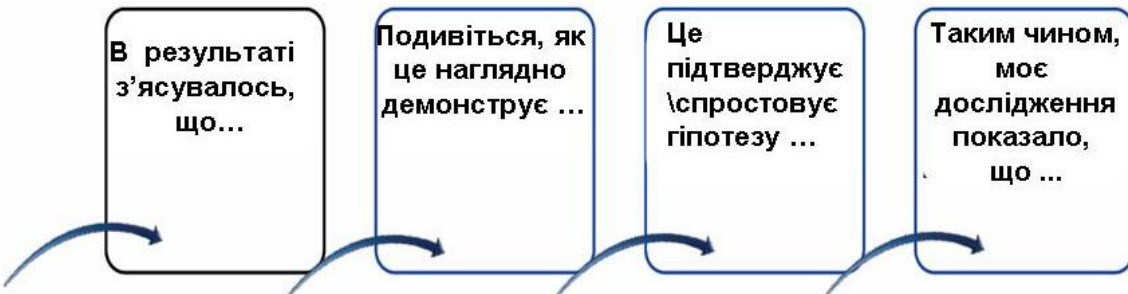 В результаті
з’ясувалось,
що...
Подивіться, як
це наглядно
демонструє ...
Це
підтверджує
\спростовує
гіпотезу ...
Таким чином,
моє
дослідження
показало,
що ...